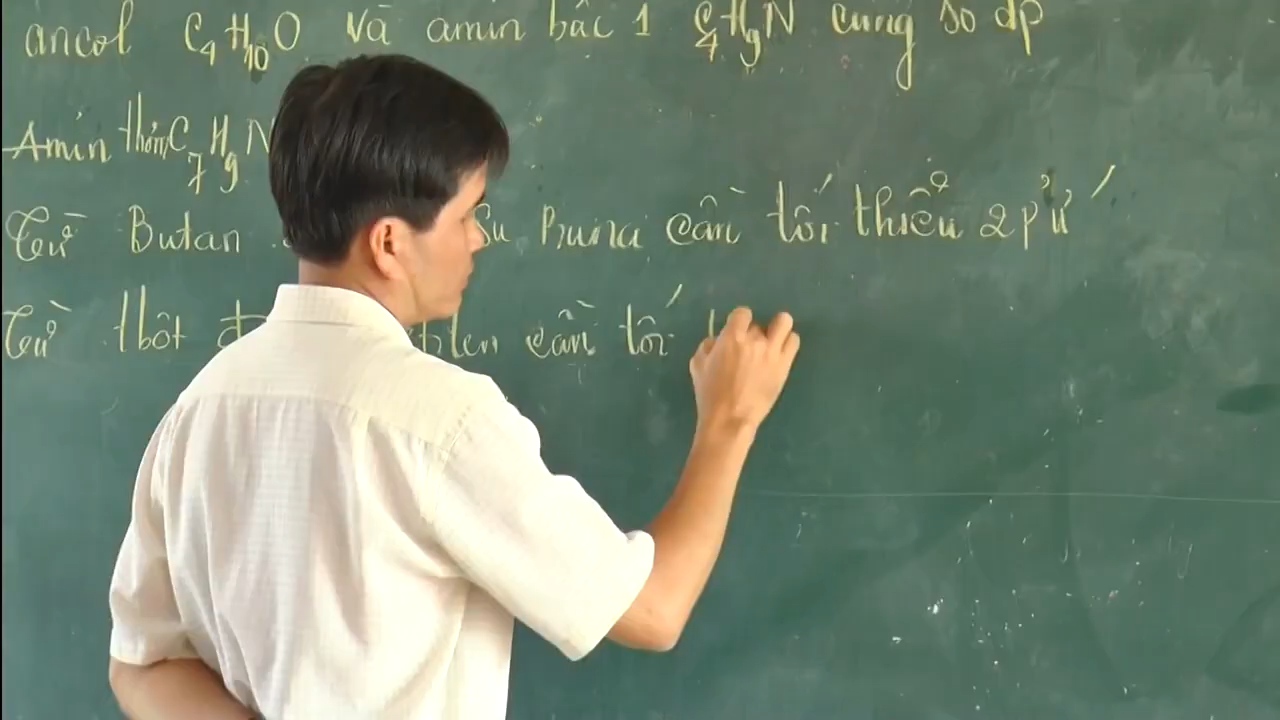 ancol C4H10O và amin bậc 1 C4H9N cùng số đp
Amin thơm C7H9N
Từ Butan su Buna cần tối thiểu 2 pứ
Từ tbột cần tối